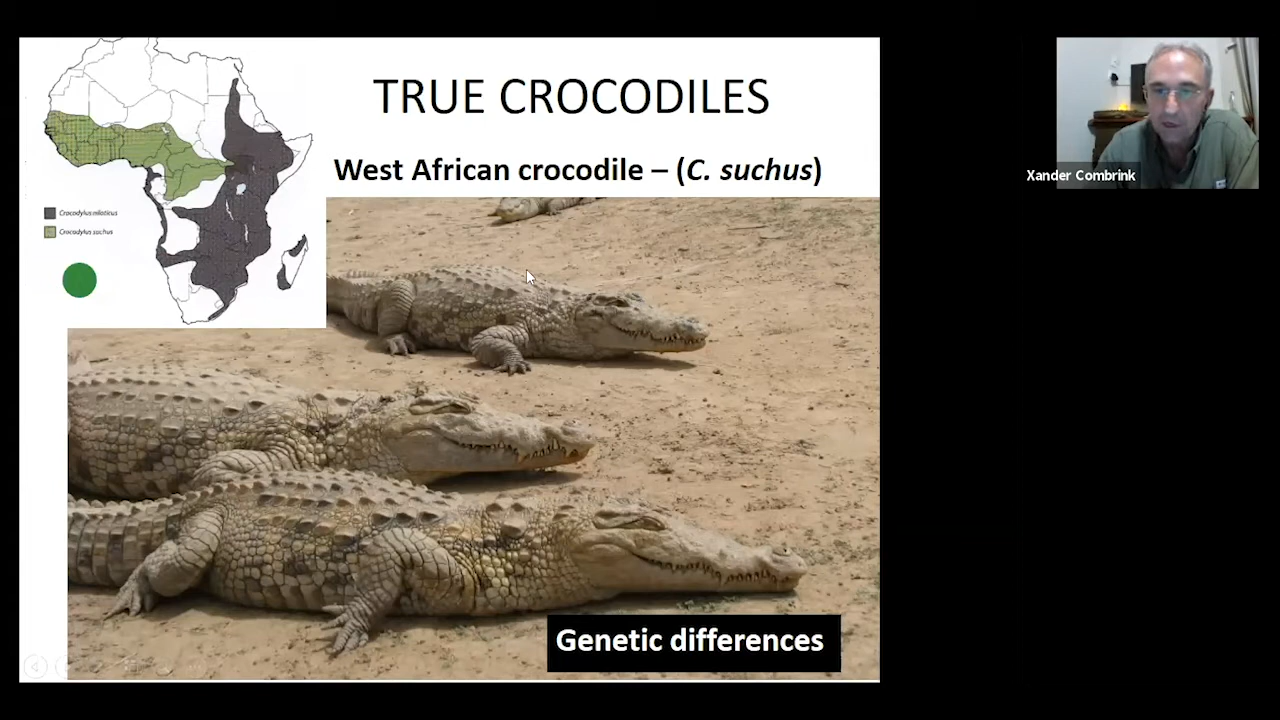 TRUE CROCODILES
West African crocodile – (C. suchus)
Crocodylus niloticus
Crocodylus suchus
Genetic differences
Xander Combrink